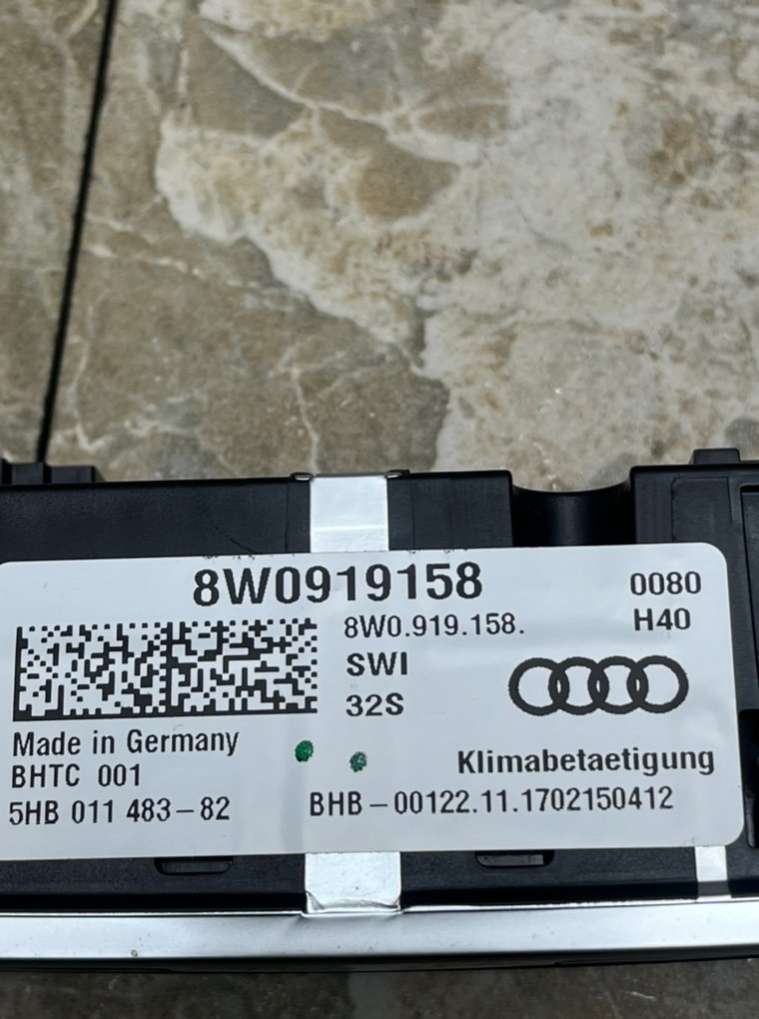 8W0919158
0080
8W0.919.158.
H40
SWI
32S
Made in Germany
BHTC 001
Klimabetaetigung
5HB 011 483-82
BHB-00122.11.1702150412